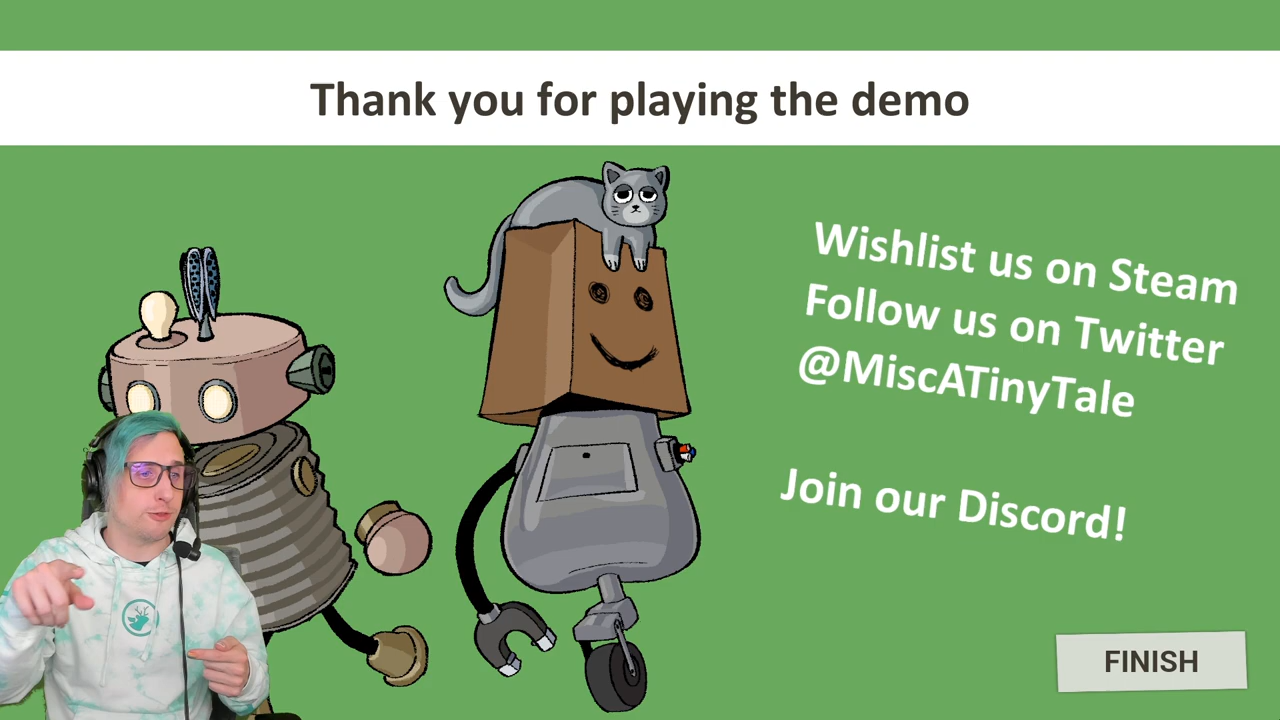 Thank you for playing the demo
Wishlist us on Steam
Follow us on Twitter
@MiscATinyTale
Join our Discord!
FINISH